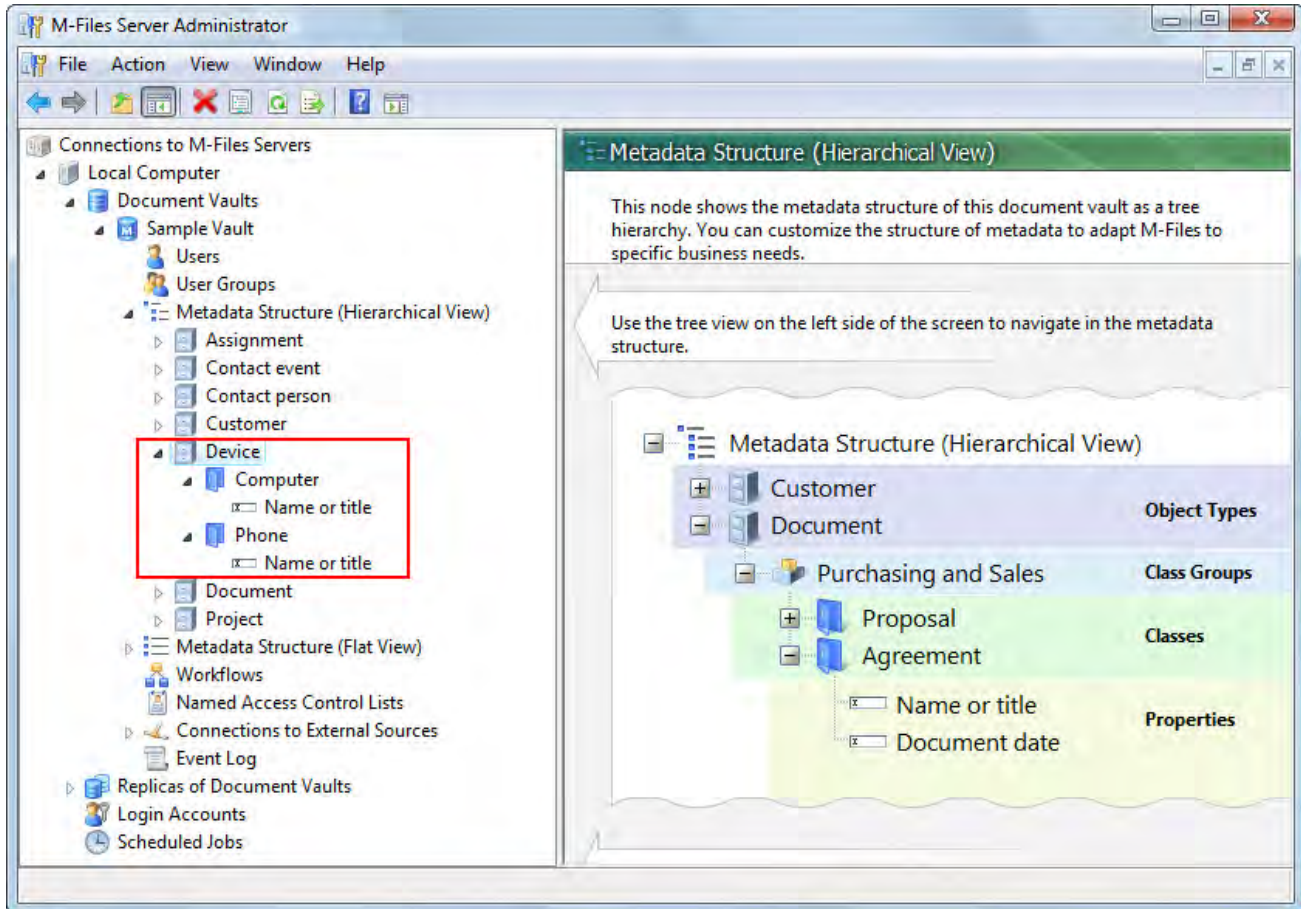 M-Files Server Administrator
File Action View Window Help
Connections to M-Files Servers
Local Computer
Document Vaults
Sample Vault
Users
User Groups
Metadata Structure (Hierarchical View)
Assignment
Contact event
Contact person
Customer
Device
Computer
Name or title
Phone
Name or title
Document
Project
Metadata Structure (Flat View)
Workflows
Named Access Control Lists
Connections to External Sources
Event Log
Replicas of Document Vaults
Login Accounts
Scheduled Jobs
Metadata Structure (Hierarchical View)
This node shows the metadata structure of this document vault as a tree
hierarchy. You can customize the structure of metadata to adapt M-Files to
specific business needs.
Use the tree view on the left side of the screen to navigate in the metadata
structure.
Metadata Structure (Hierarchical View)
Customer
Document
Object Types
Purchasing and Sales Class Groups
Proposal
Agreement
Classes
Name or title
Document date
Properties